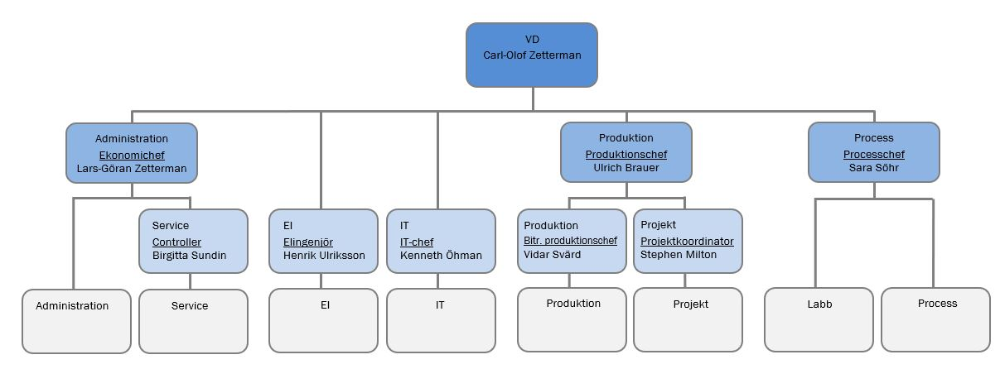 VD
Carl-Olof Zetterman
Administration
Ekonomichef
Lars-Göran Zetterman
Produktion
Produktionschef
Ulrich Brauer
Process
Processchef
Sara Söhr
Service
Controller
Birgitta Sundin
El
Elingenjör
Henrik Ulriksson
IT
IT-chef
Kenneth Öhman
Produktion
Bitr. produktionschef
Vidar Svärd
Projekt
Projektkoordinator
Stephen Milton
Administration
Service
El
IT
Produktion
Projekt
Labb
Process